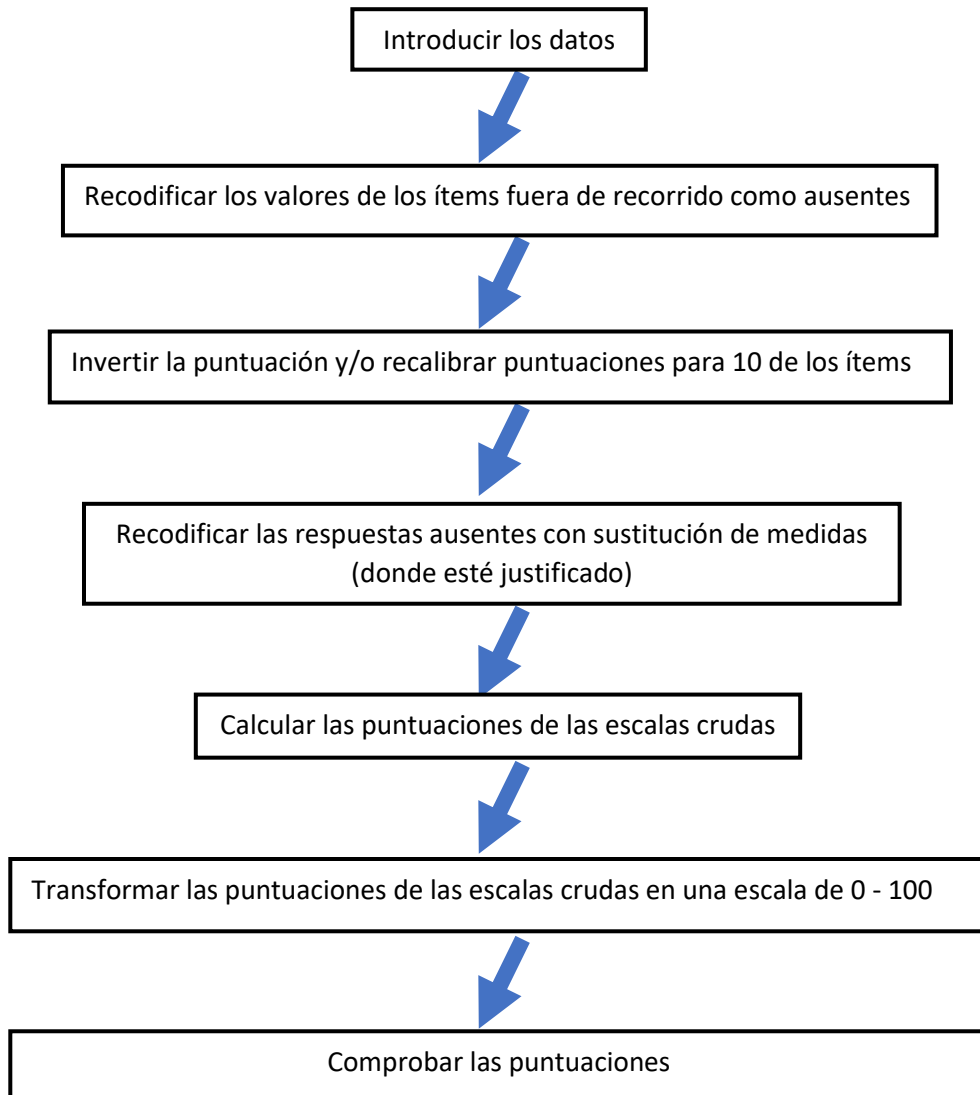 Introducir los datos
Recodificar los valores de los ítems fuera de recorrido como ausentes
Invertir la puntuación y/o recalibrar puntuaciones para 10 de los ítems
Recodificar las respuestas ausentes con sustitución de medidas
(donde esté justificado)
Calcular las puntuaciones de las escalas crudas
Transformar las puntuaciones de las escalas crudas en una escala de 0 - 100
Comprobar las puntuaciones